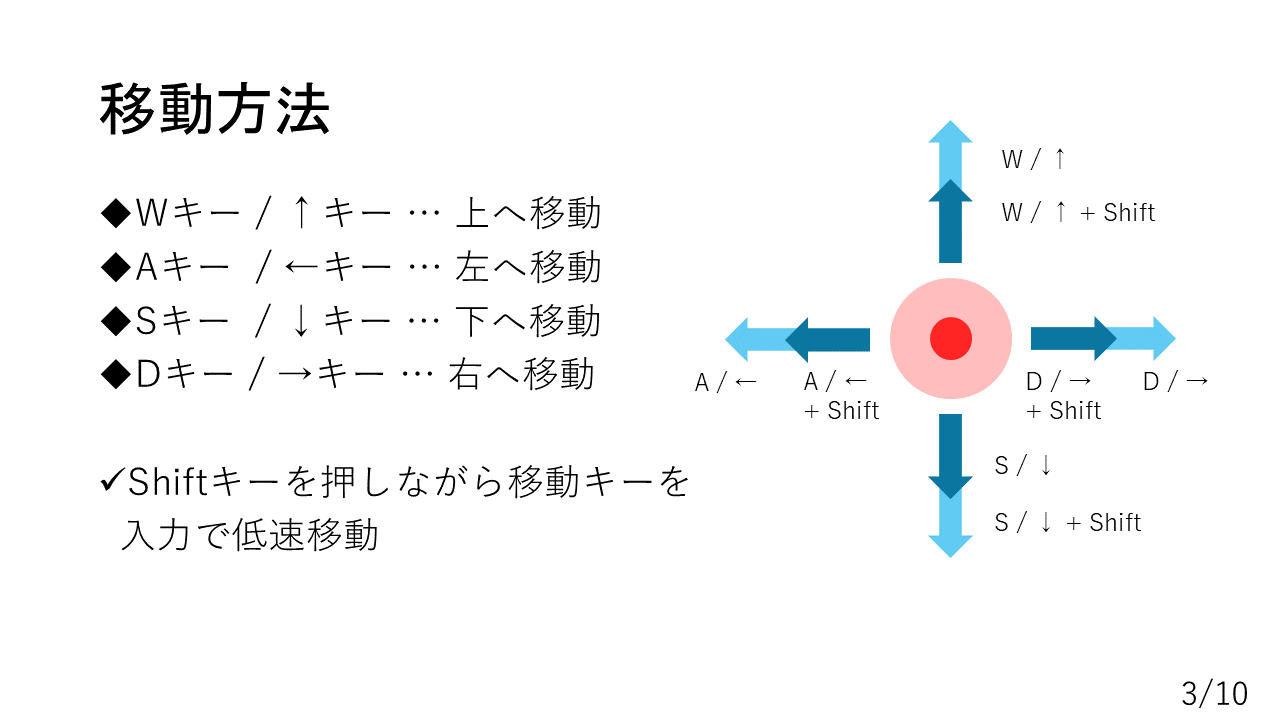 移動方法
◆Wキー / ↑キー … 上へ移動
◆Aキー / ←キー … 左へ移動
◆Sキー / ↓キー … 下へ移動
◆Dキー / →キー … 右へ移動
✓Shiftキーを押しながら移動キーを
入力で低速移動
W / ↑
W / ↑ + Shift
A / ←
A / ←
+ Shift
D / →
+ Shift
D / →
S / ↓
S / ↓ + Shift
3/10